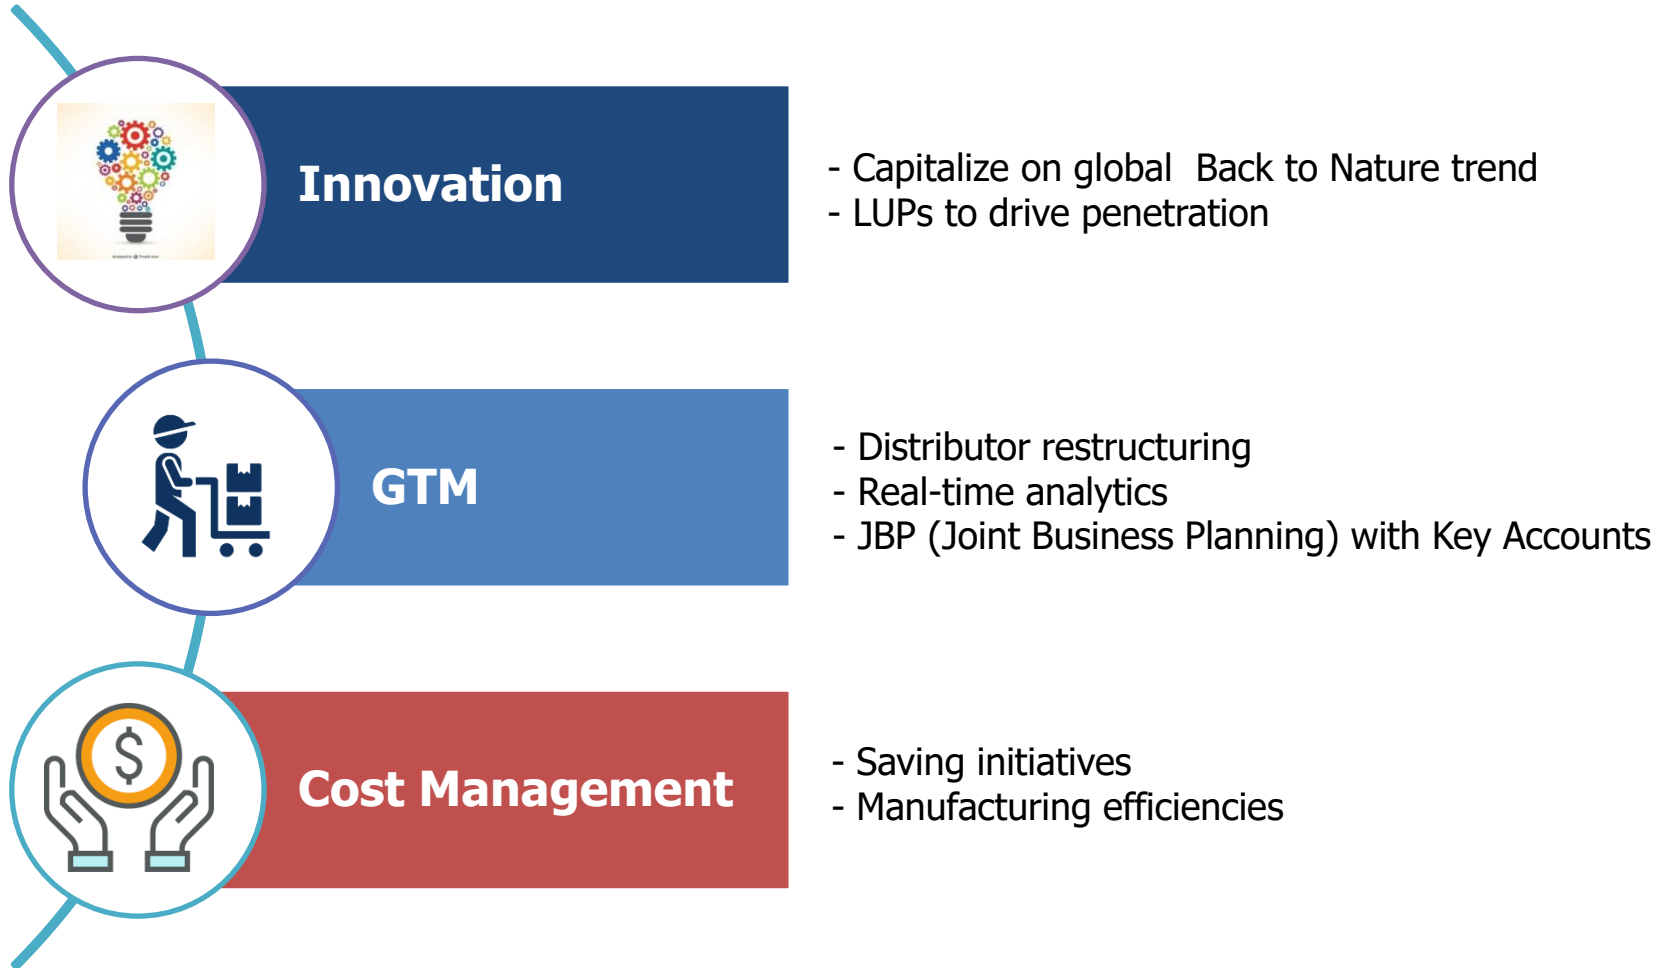 Innovation
- Capitalize on global  Back to Nature trend
- LUPs to drive penetration
GTM
- Distributor restructuring
- Real-time analytics
- JBP (Joint Business Planning) with Key Accounts
$
Cost Management
- Saving initiatives
- Manufacturing efficiencies